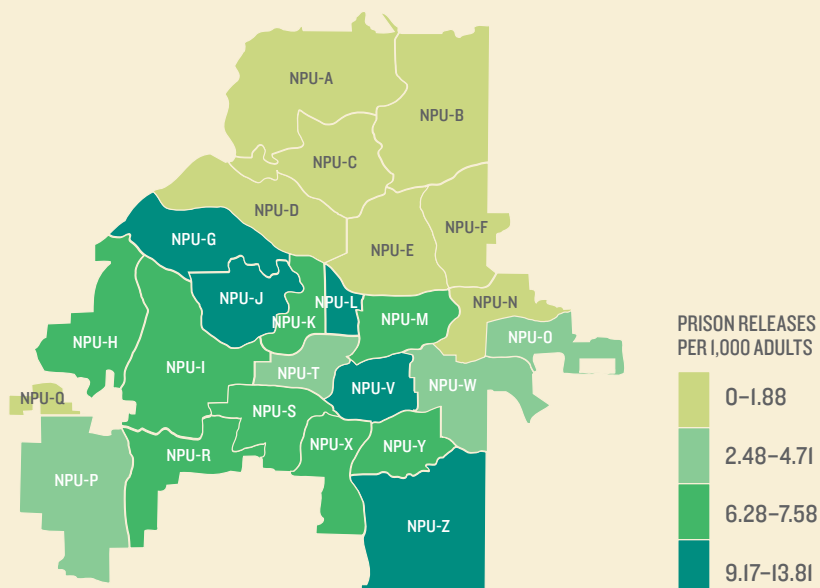 NPU-A
NPU-B
NPU-C
NPU-D
NPU-F
NPU-G
NPU-E
NPU-J
NPU-L
NPU-N
NPU-K
NPU-M
NPU-H
NPU-O
NPU-I
NPU-T
NPU-V
NPU-W
NPU-Q
NPU-S
NPU-X
NPU-Y
NPU-R
NPU-P
NPU-Z
PRISON RELEASES
PER 1,000 ADULTS
0–1.88
2.48–4.71
6.28–7.58
9.17–13.81